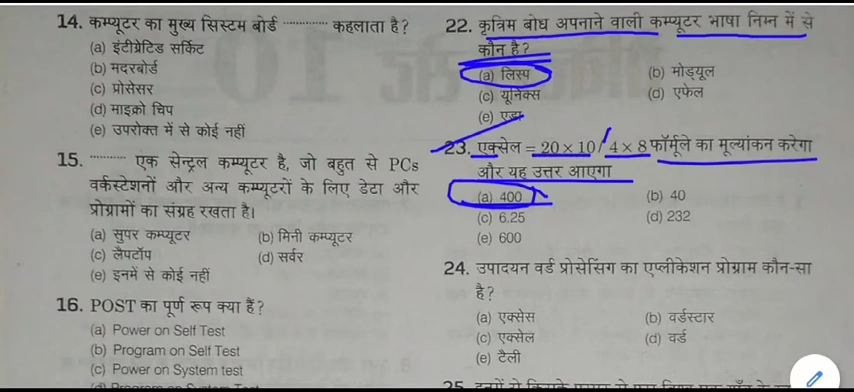 14. कम्प्यूटर का मुख्य सिस्टम बोर्ड ············ कहलाता है?
(a) इंटीग्रेटिड सर्किट
(b) मदरबोर्ड
(c) प्रोसेसर
(d) माइक्रो चिप
(e) उपरोक्त में से कोई नहीं
15. ·········· एक सेन्ट्रल कम्प्यूटर है, जो बहुत से PCs
वर्कस्टेशनों और अन्य कम्प्यूटरों के लिए डेटा और
प्रोग्रामों का संग्रह रखता है।
(a) सुपर कम्प्यूटर (b) मिनी कम्प्यूटर
(c) लैपटॉप (d) सर्वर
(e) इनमें से कोई नहीं
16. POST का पूर्ण रूप क्या हैं?
(a) Power on Self Test
(b) Program on Self Test
(c) Power on System test
22. कृत्रिम बोध अपनाने वाली कम्प्यूटर भाषा निम्न में से
कौन है?
(a) लिस्प (b) मोड्यूल
(c) यूनिक्स (d) एफेल
(e) एडा
23. एक्सेल = 20 × 10 / 4 × 8 फॉर्मूले का मूल्यांकन करेगा
और यह उत्तर आएगा
(a) 400 (b) 40
(c) 6.25 (d) 232
(e) 600
24. उपादयन वर्ड प्रोसेसिंग का एप्लीकेशन प्रोग्राम कौन-सा
है?
(a) एक्सेस (b) वर्डस्टार
(c) एक्सेल (d) वर्ड
(e) टैली